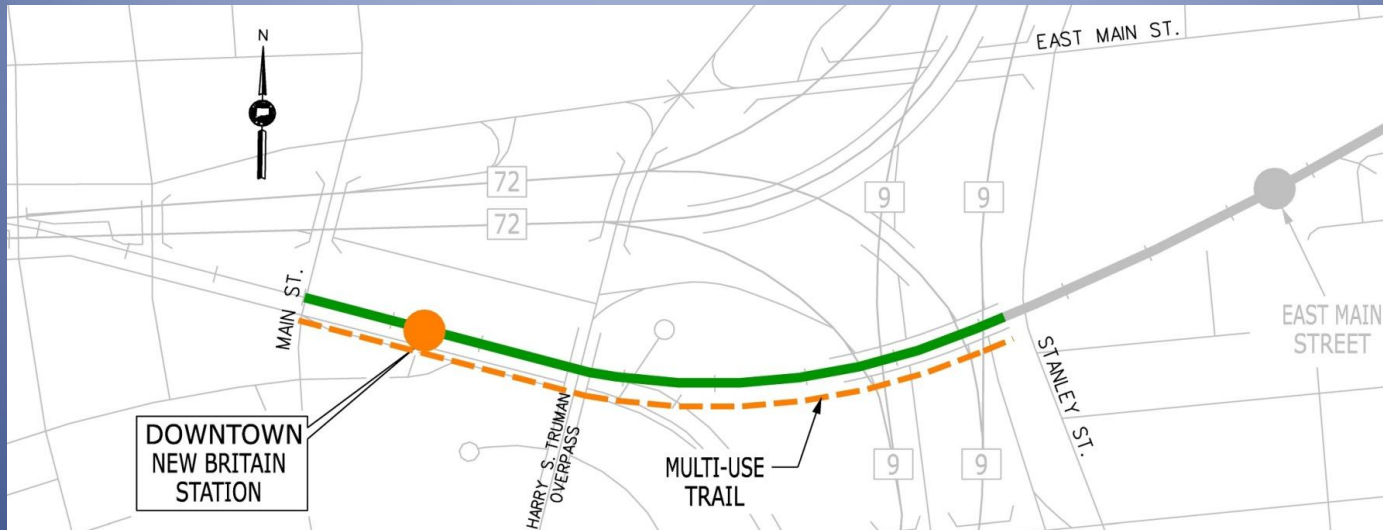 EAST MAIN ST.
N
72
72
9
9
MAIN ST.
EAST MAIN
STREET
STANLEY ST.
DOWNTOWN
NEW BRITAIN
STATION
HARRY S. TRUMAN
OVERPASS
MULTI-USE
TRAIL
9
9